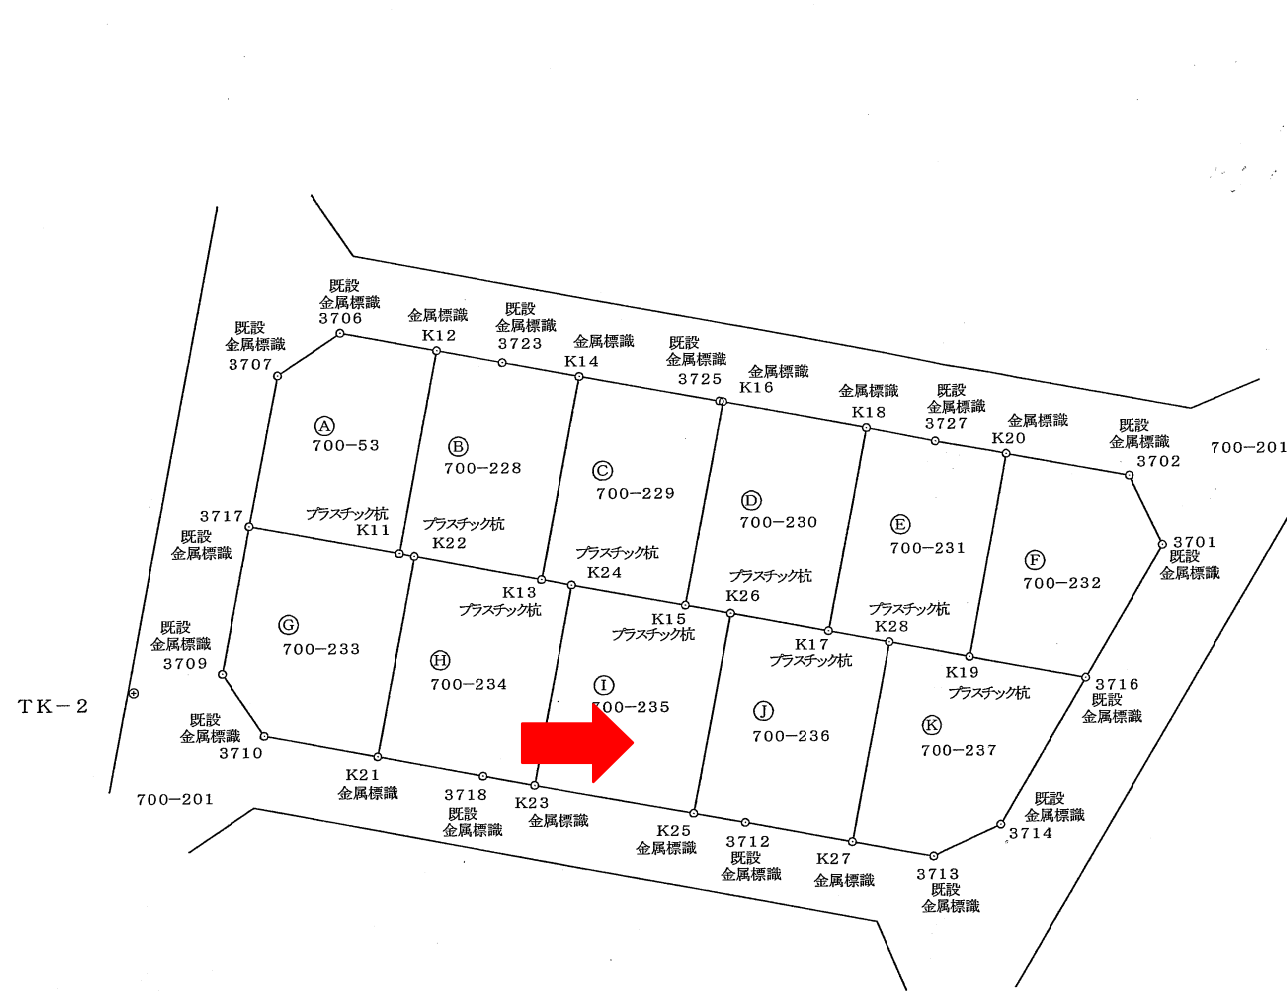 既設
金属標識
3706
既設
金属標識
3707
金属標識
K12
既設
金属標識
3723
金属標識
K14
既設
金属標識
3725
金属標識
K16
金属標識
K18
既設
金属標識
3727
金属標識
K20
既設
金属標識
3702
700-201
Ⓐ
700-53
Ⓑ
700-228
Ⓒ
700-229
Ⓓ
700-230
Ⓔ
700-231
Ⓕ
700-232
3701
既設
金属標識
3717
既設
金属標識
プラスチック杭
K11
プラスチック杭
K22
プラスチック杭
K24
K13
プラスチック杭
プラスチック杭
K26
K15
プラスチック杭
プラスチック杭
K28
K17
プラスチック杭
K19
プラスチック杭
3716
既設
金属標識
既設
金属標識
3709
Ⓖ
700-233
Ⓗ
700-234
Ⓘ
700-235
Ⓙ
700-236
Ⓚ
700-237
TK-2
既設
金属標識
3710
700-201
K21
金属標識
3718
既設
金属標識
K23
金属標識
K25
金属標識
3712
既設
金属標識
K27
金属標識
3713
既設
金属標識
既設
金属標識
3714